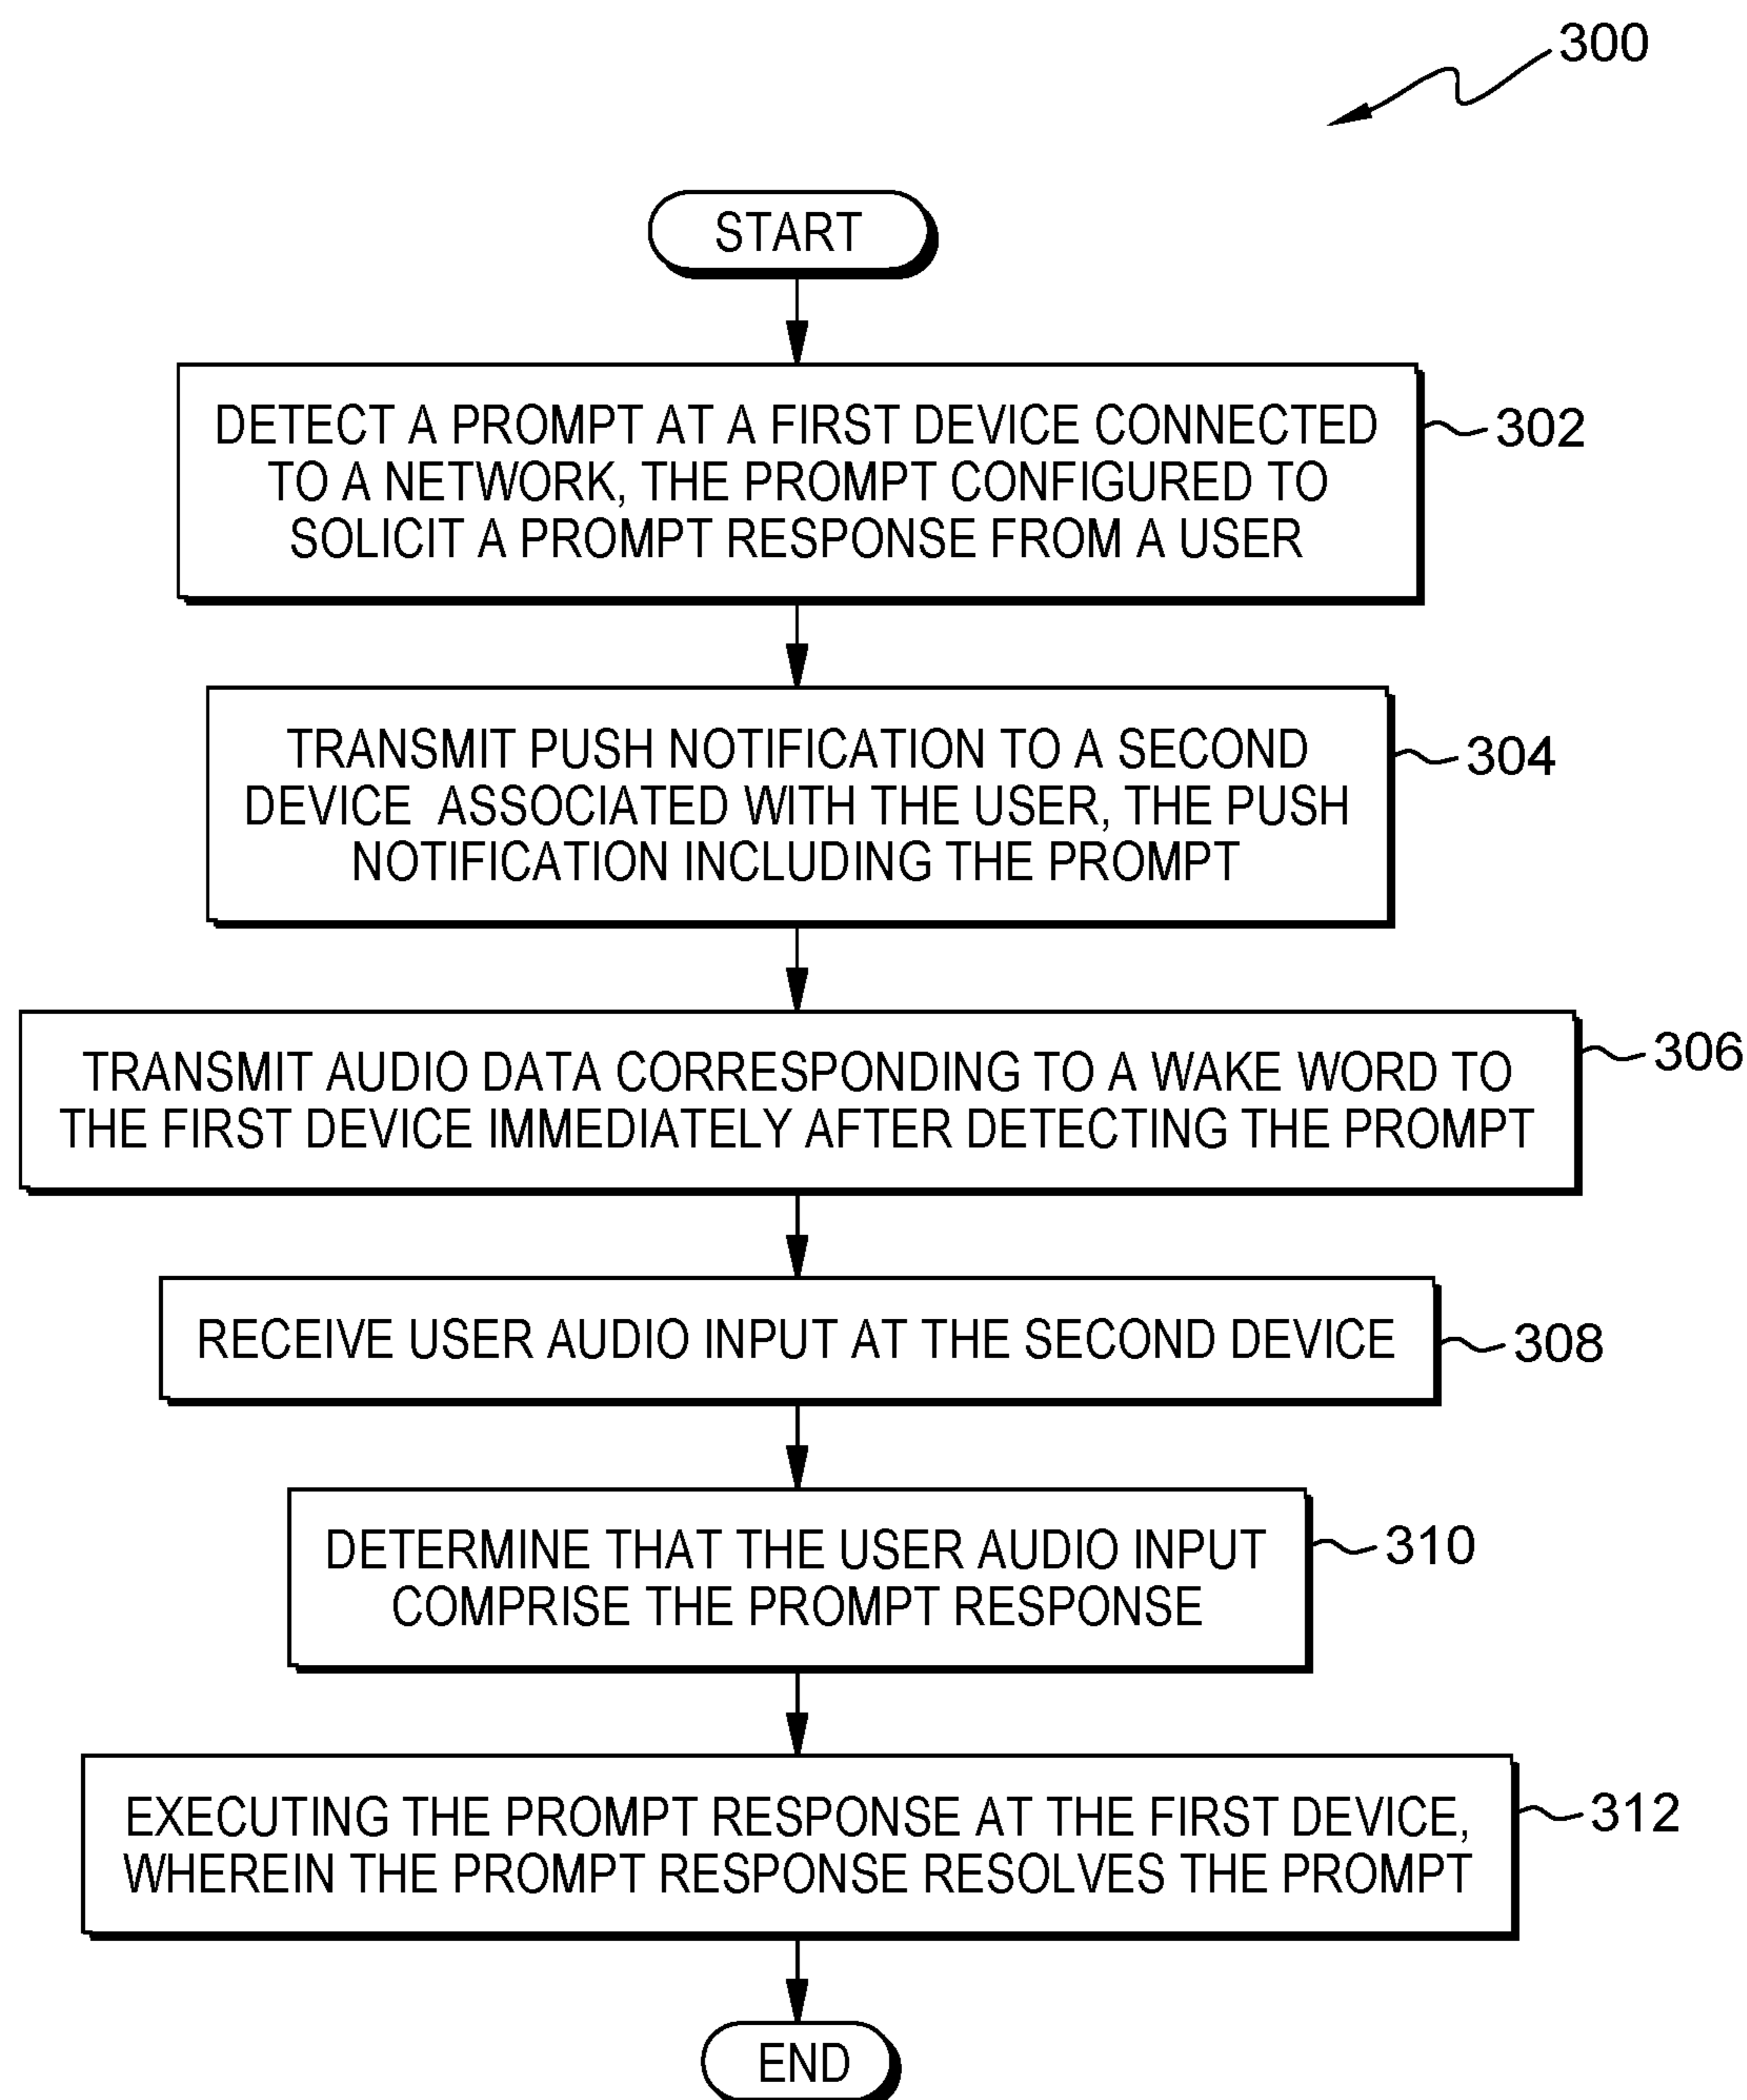 300
START
DETECT A PROMPT AT A FIRST DEVICE CONNECTED
TO A NETWORK, THE PROMPT CONFIGURED TO
SOLICIT A PROMPT RESPONSE FROM A USER
302
TRANSMIT PUSH NOTIFICATION TO A SECOND
DEVICE ASSOCIATED WITH THE USER, THE PUSH
NOTIFICATION INCLUDING THE PROMPT
304
TRANSMIT AUDIO DATA CORRESPONDING TO A WAKE WORD TO
THE FIRST DEVICE IMMEDIATELY AFTER DETECTING THE PROMPT
306
RECEIVE USER AUDIO INPUT AT THE SECOND DEVICE
308
DETERMINE THAT THE USER AUDIO INPUT
COMPRISE THE PROMPT RESPONSE
310
EXECUTING THE PROMPT RESPONSE AT THE FIRST DEVICE,
WHEREIN THE PROMPT RESPONSE RESOLVES THE PROMPT
312
END